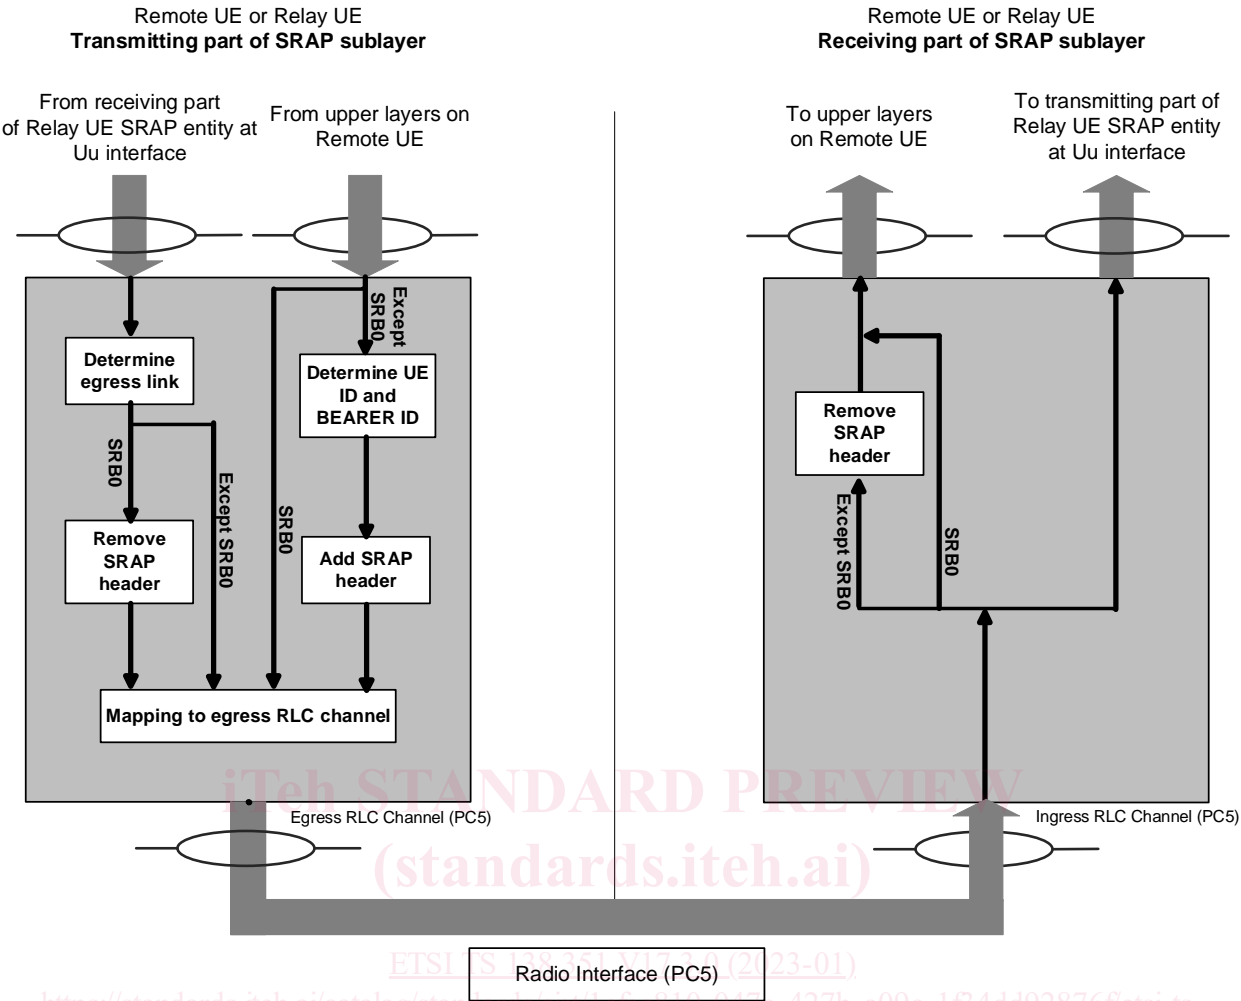 Remote UE or Relay UE
Transmitting part of SRAP sublayer
From receiving part
of Relay UE SRAP entity at
Uu interface
From upper layers on
Remote UE
Determine
egress link
SRB0
Except SRB0
Remove
SRAP
header
SRB0
Except
SRB0
Determine UE
ID and
BEARER ID
Add SRAP
header
Mapping to egress RLC channel
Egress RLC Channel (PC5)
Remote UE or Relay UE
Receiving part of SRAP sublayer
To upper layers
on Remote UE
To transmitting part of
Relay UE SRAP entity
at Uu interface
Remove
SRAP
header
Except SRB0
SRB0
Ingress RLC Channel (PC5)
iTeh STANDARD PREVIEW
(standards.iteh.ai)
ETSI TS 138 351 V17.3.0 (2023-01)
Radio Interface (PC5)